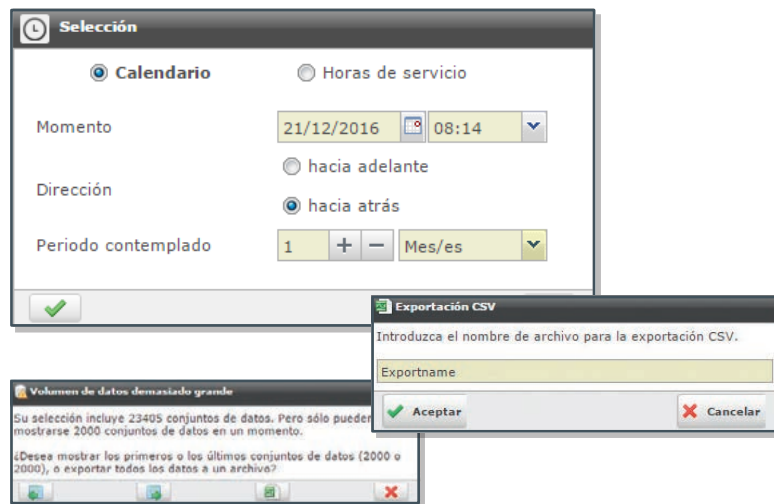 Selección
Calendario
Horas de servicio
Momento
21/12/2016
08:14
hacia adelante
Dirección
hacia atrás
Periodo contemplado
1
+
−
Mes/es
Exportación CSV
Introduzca el nombre de archivo para la exportación CSV.
Exportname
Aceptar
Cancelar
Volumen de datos demasiado grande
Su selección incluye 23405 conjuntos de datos. Pero sólo pueden
mostrarse 2000 conjuntos de datos en un momento.
¿Desea mostrar los primeros o los últimos conjuntos de datos (2000 o
2000), o exportar todos los datos a un archivo?